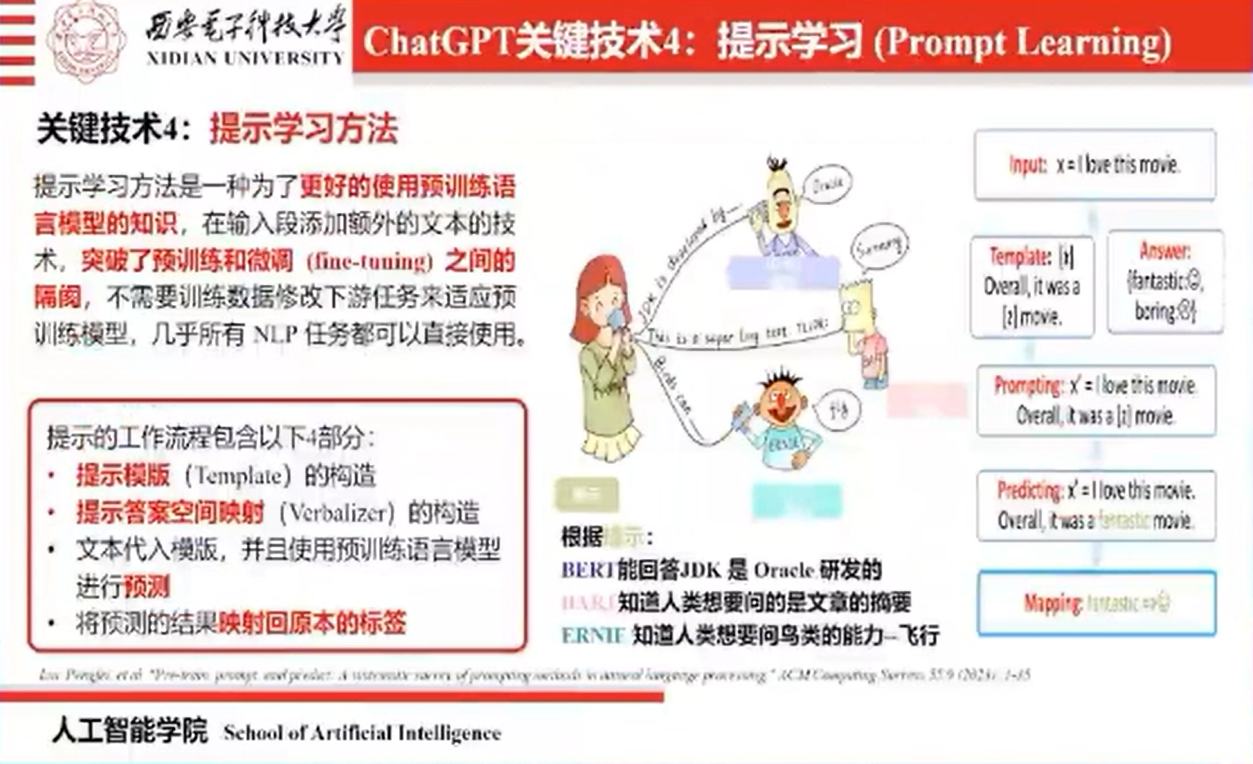 西安电子科技大学
XIDIAN UNIVERSITY
ChatGPT关键技术4：提示学习 (Prompt Learning)
关键技术4：提示学习方法
提示学习方法是一种为了更好的使用预训练语
言模型的知识，在输入段添加额外的文本的技
术，突破了预训练和微调 (fine-tuning) 之间的
隔阂，不需要训练数据修改下游任务来适应预
训练模型，几乎所有 NLP 任务都可以直接使用。
提示的工作流程包含以下4部分：
• 提示模版（Template）的构造
• 提示答案空间映射（Verbalizer）的构造
• 文本代入模版，并且使用预训练语言模型
进行预测
• 将预测的结果映射回原本的标签
JDK is developed by
Oracle
This is a super long text. TL;DR:
Summary
Birds can
fly
ERNIE
提示
根据提示：
BERT能回答JDK 是 Oracle 研发的
BART知道人类想要问的是文章的摘要
ERNIE 知道人类想要问鸟类的能力--飞行
Input: x = I love this movie.
Template: [x]
Overall, it was a
[z] movie.
Answer:
{fantastic:☺,
boring:☹}
Prompting: x' = I love this movie.
Overall, it was a [z] movie.
Predicting: x' = I love this movie.
Overall, it was a fantastic movie.
Mapping: fantastic => ☺
Liu, Pengfei, et al. "Pre-train, prompt, and predict: A systematic survey of prompting methods in natural language processing." ACM Computing Surveys 55.9 (2023): 1-35
人工智能学院 School of Artificial Intelligence